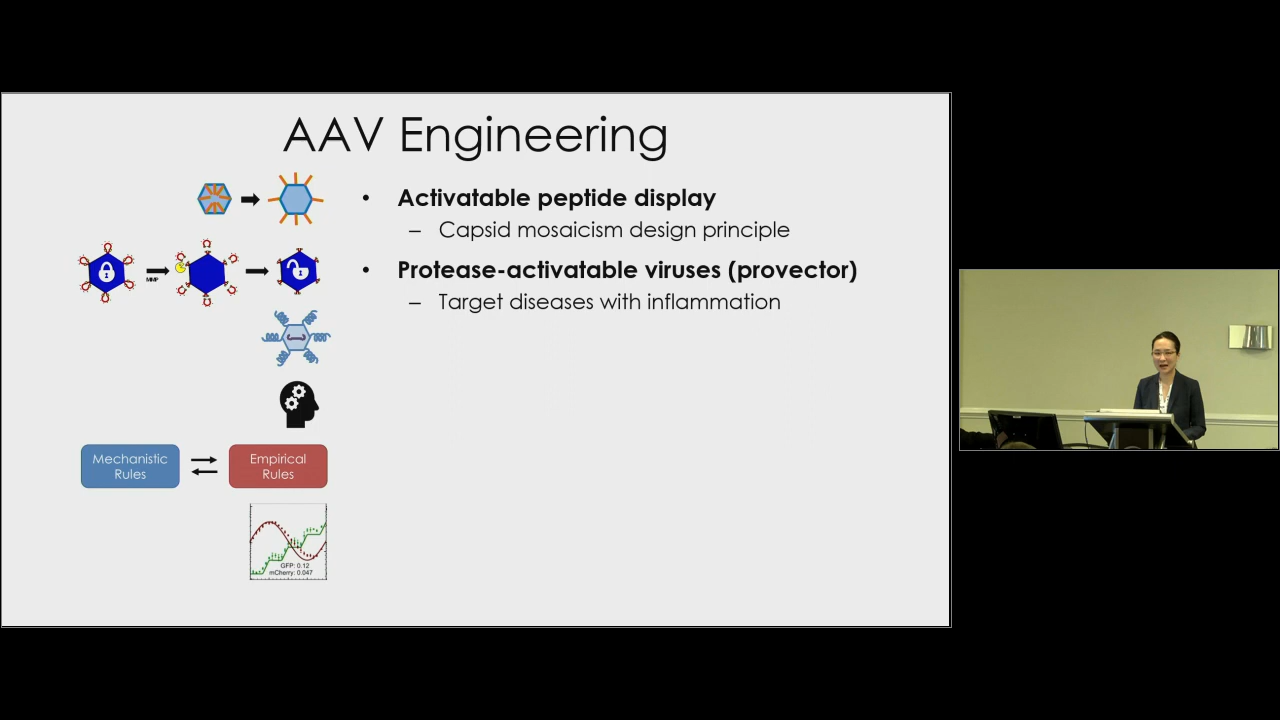 AAV Engineering
• Activatable peptide display
– Capsid mosaicism design principle
• Protease-activatable viruses (provector)
– Target diseases with inflammation
MMP
Mechanistic
Rules
Empirical
Rules
GFP: 0.12
mCherry: 0.047